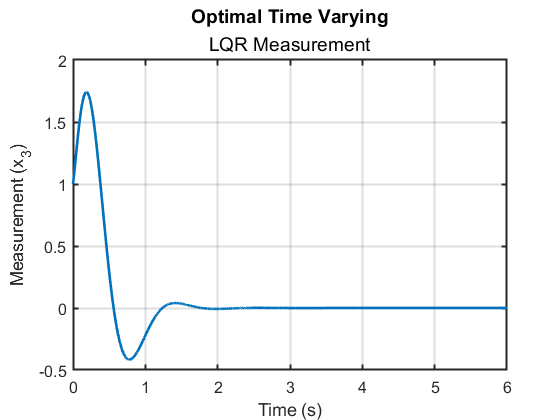 Optimal Time Varying
LQR Measurement
2
1.5
1
0.5
0
-0.5
Measurement (x3)
0 1 2 3 4 5 6
Time (s)